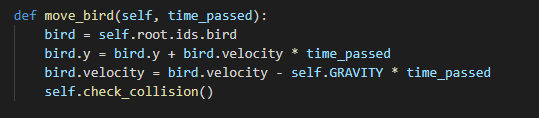 def move_bird(self, time_passed):
    bird = self.root.ids.bird
    bird.y = bird.y + bird.velocity * time_passed
    bird.velocity = bird.velocity - self.GRAVITY * time_passed
    self.check_collision()